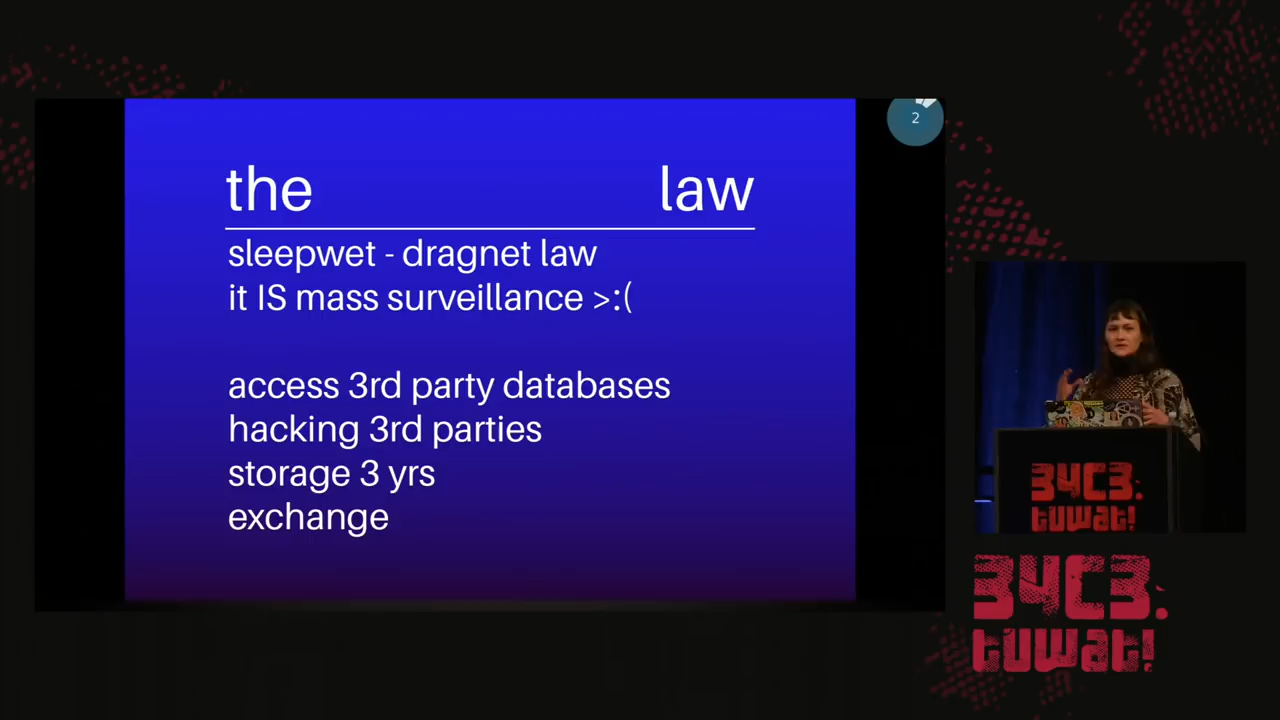 the law
sleepwet - dragnet law
it IS mass surveillance >:(
access 3rd party databases
hacking 3rd parties
storage 3 yrs
exchange
2
34C3.
tuwat!
34C3.
tuwat!